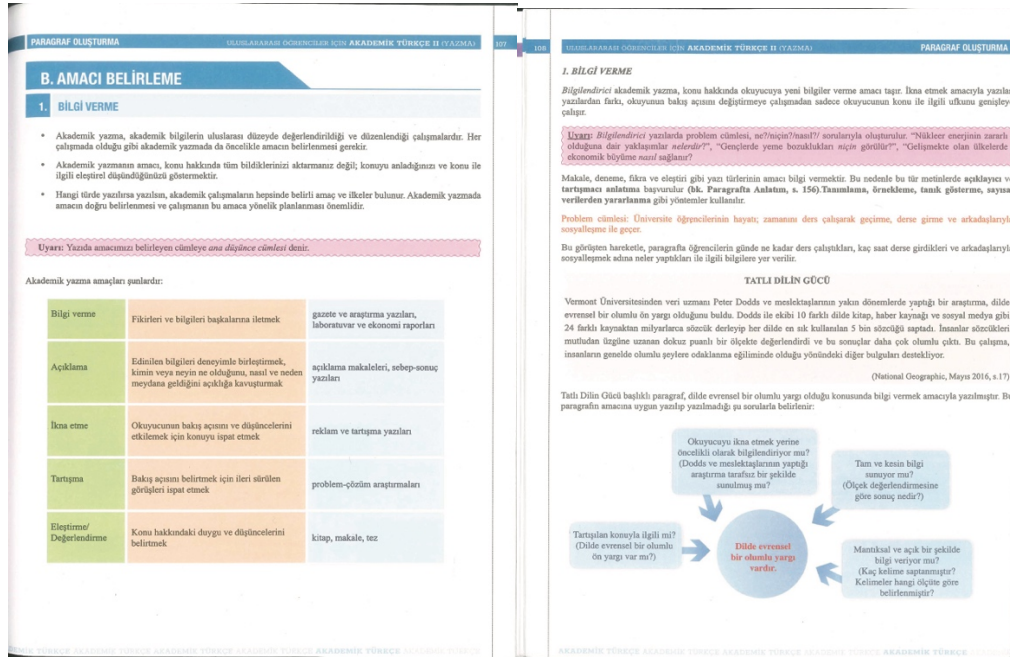 PARAGRAF OLUŞTURMA
ULUSLARARASI ÖĞRENCİLER İÇİN AKADEMİK TÜRKÇE II (YAZMA)
107
B. AMACI BELİRLEME
1. BİLGİ VERME
• Akademik yazma, akademik bilgilerin uluslarası düzeyde değerlendirildiği ve düzenlendiği çalışmalardır. Her
çalışmada olduğu gibi akademik yazmada da öncelikle amacın belirlenmesi gerekir.
• Akademik yazmanın amacı, konu hakkında tüm bildiklerinizi aktarmanız değil; konuyu anladığınızı ve konu ile
ilgili eleştirel düşündüğünüzü göstermektir.
• Hangi türde yazılırsa yazılsın, akademik çalışmaların hepsinde belirli amaç ve ilkeler bulunur. Akademik yazmada
amacın doğru belirlenmesi ve çalışmanın bu amaca yönelik planlanması önemlidir.
Uyarı: Yazıda amacımızı belirleyen cümleye ana düşünce cümlesi denir.
Akademik yazma amaçları şunlardır:
Bilgi verme
Fikirleri ve bilgileri başkalarına iletmek
gazete ve araştırma yazıları,
laboratuvar ve ekonomi raporları
Açıklama
Edinilen bilgileri deneyimle birleştirmek,
kimin veya neyin ne olduğunu, nasıl ve neden
meydana geldiğini açıklığa kavuşturmak
açıklama makaleleri, sebep-sonuç
yazıları
İkna etme
Okuyucunun bakış açısını ve düşüncelerini
etkilemek için konuyu ispat etmek
reklam ve tartışma yazıları
Tartışma
Bakış açısını belirtmek için ileri sürülen
görüşleri ispat etmek
problem-çözüm araştırmaları
Eleştirme/
Değerlendirme
Konu hakkındaki duygu ve düşüncelerini
belirtmek
kitap, makale, tez
AKADEMİK TÜRKÇE
108
ULUSLARARASI ÖĞRENCİLER İÇİN AKADEMİK TÜRKÇE II (YAZMA)
PARAGRAF OLUŞTURMA
1. BİLGİ VERME
Bilgilendirici akademik yazma, konu hakkında okuyucuya yeni bilgiler verme amacı taşır. İkna etmek amacıyla yazıla
yazılardan farkı, okuyunun bakış açısını değiştirmeye çalışmadan sadece okuyucunun konu ile ilgili ufkunu genişley
çalışır.
Uyarı: Bilgilendirici yazılarda problem cümlesi, ne?/niçin?/nasıl?/ sorularıyla oluşturulur. “Nükleer enerjinin zararlı
olduğuna dair yaklaşımlar nelerdir?”, “Gençlerde yeme bozuklukları niçin görülür?”, “Gelişmekte olan ülkelerde
ekonomik büyüme nasıl sağlanır?
Makale, deneme, fıkra ve eleştiri gibi yazı türlerinin amacı bilgi vermektir. Bu nedenle bu tür metinlerde açıklayıcı v
tartışmacı anlatıma başvurulur (bk. Paragrafta Anlatım, s. 156).Tanımlama, örnekleme, tanık gösterme, sayısa
verilerden yararlanma gibi yöntemler kullanılır.
Problem cümlesi: Üniversite öğrencilerinin hayatı; zamanını ders çalışarak geçirme, derse girme ve arkadaşlarıyla
sosyalleşme ile geçer.
Bu görüşten hareketle, paragrafta öğrencilerin günde ne kadar ders çalıştıkları, kaç saat derse girdikleri ve arkadaşlarıyla
sosyalleşmek adına neler yaptıkları ile ilgili bilgilere yer verilir.
TATLI DİLİN GÜCÜ
Vermont Üniversitesinden veri uzmanı Peter Dodds ve meslektaşlarının yakın dönemlerde yaptığı bir araştırma, dilde
evrensel bir olumlu ön yargı olduğunu buldu. Dodds ile ekibi 10 farklı dilde kitap, haber kaynağı ve sosyal medya gibi
24 farklı kaynaktan milyarlarca sözcük derleyip her dilde en sık kullanılan 5 bin sözcüğü saptadı. İnsanlar sözcükleri
mutludan üzgüne uzanan dokuz puanlı bir ölçekte değerlendirdi ve bu sonuçlar daha çok olumlu çıktı. Bu çalışma,
insanların genelde olumlu şeylere odaklanma eğiliminde olduğu yönündeki diğer bulguları destekliyor.
(National Geographic, Mayıs 2016, s.17)
Tatlı Dilin Gücü başlıklı paragraf, dilde evrensel bir olumlu yargı olduğu konusunda bilgi vermek amacıyla yazılmıştır. Bu
paragrafın amacına uygun yazılıp yazılmadığı şu sorularla belirlenir:
Okuyucuyu ikna etmek yerine
öncelikli olarak bilgilendiriyor mu?
(Dodds ve meslektaşlarının yaptığı
araştırma tarafsız bir şekilde
sunulmuş mu?
Tam ve kesin bilgi
sunuyor mu?
(Ölçek değerlendirmesine
göre sonuç nedir?)
Tartışılan konuyla ilgili mi?
(Dilde evrensel bir olumlu
ön yargı var mı?)
Dilde evrensel
bir olumlu yargı
vardır.
Mantıksal ve açık bir şekilde
bilgi veriyor mu?
(Kaç kelime saptanmıştır?
Kelimeler hangi ölçüte göre
belirlenmiştir?
AKADEMİK TÜRKÇE